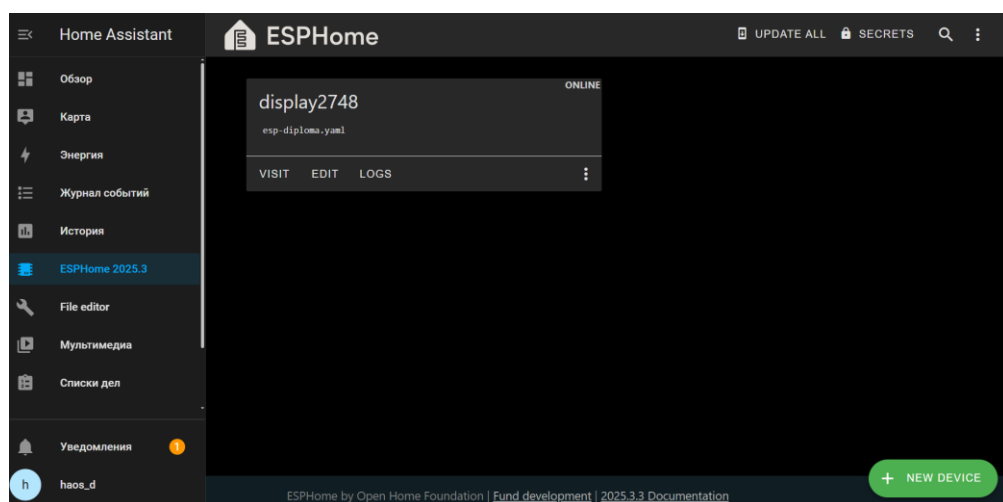 Home Assistant
Обзор
Карта
Энергия
Журнал событий
История
ESPHome 2025.3
File editor
Мультимедиа
Списки дел
Уведомления 1
h haos_d
ESPHome
UPDATE ALL SECRETS
ONLINE
display2748
esp-diploma.yaml
VISIT EDIT LOGS
+ NEW DEVICE
ESPHome by Open Home Foundation | Fund development | 2025.3.3 Documentation